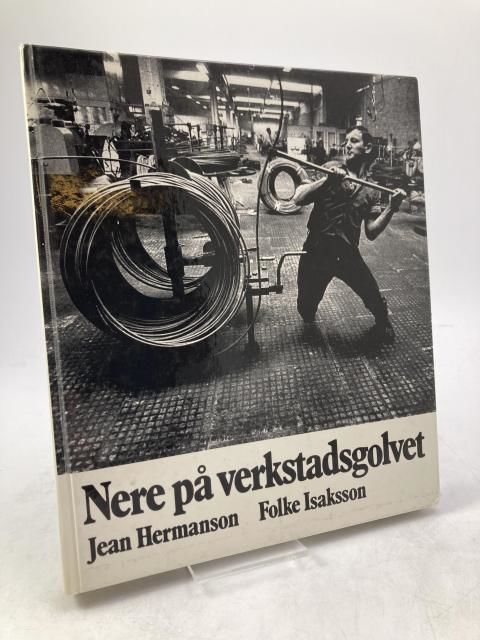 Nere på verkstadsgolvet
Jean Hermanson Folke Isaksson